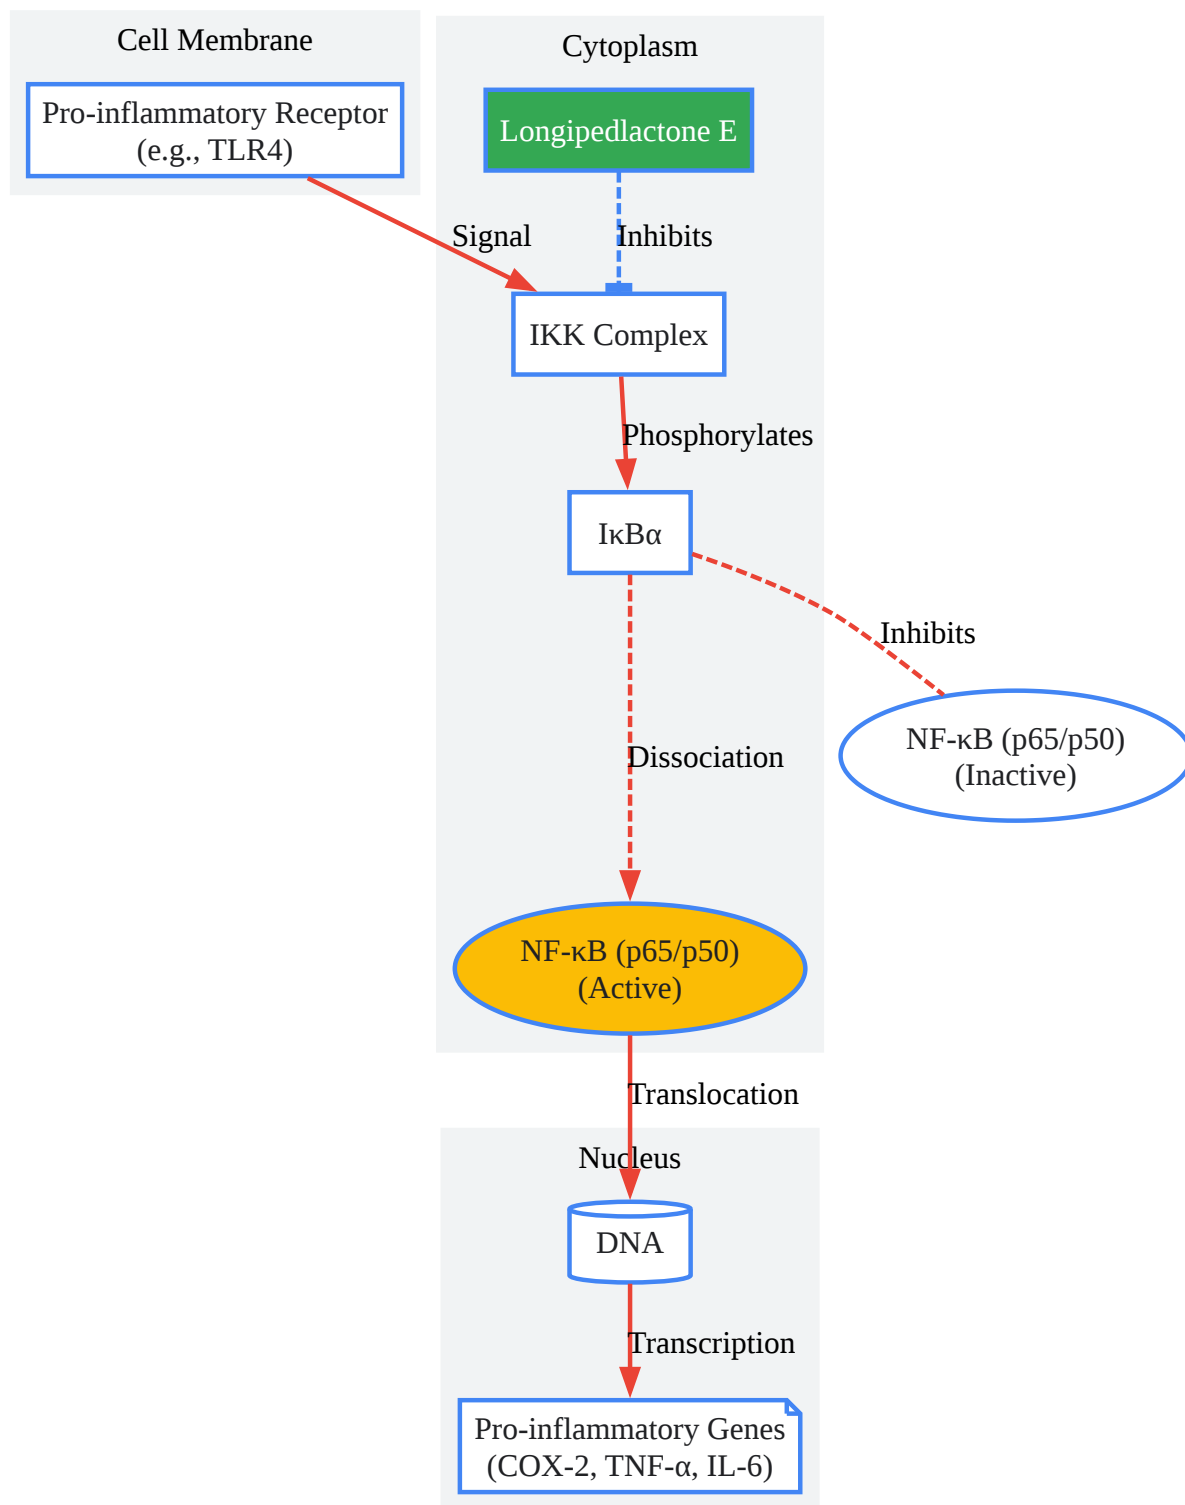 Cell Membrane
Pro-inflammatory Receptor
(e.g., TLR4)
Cytoplasm
Longipedlactone E
Signal
Inhibits
IKK Complex
Phosphorylates
IκBα
Inhibits
NF-κB (p65/p50)
(Inactive)
Dissociation
NF-κB (p65/p50)
(Active)
Translocation
Nucleus
DNA
Transcription
Pro-inflammatory Genes
(COX-2, TNF-α, IL-6)